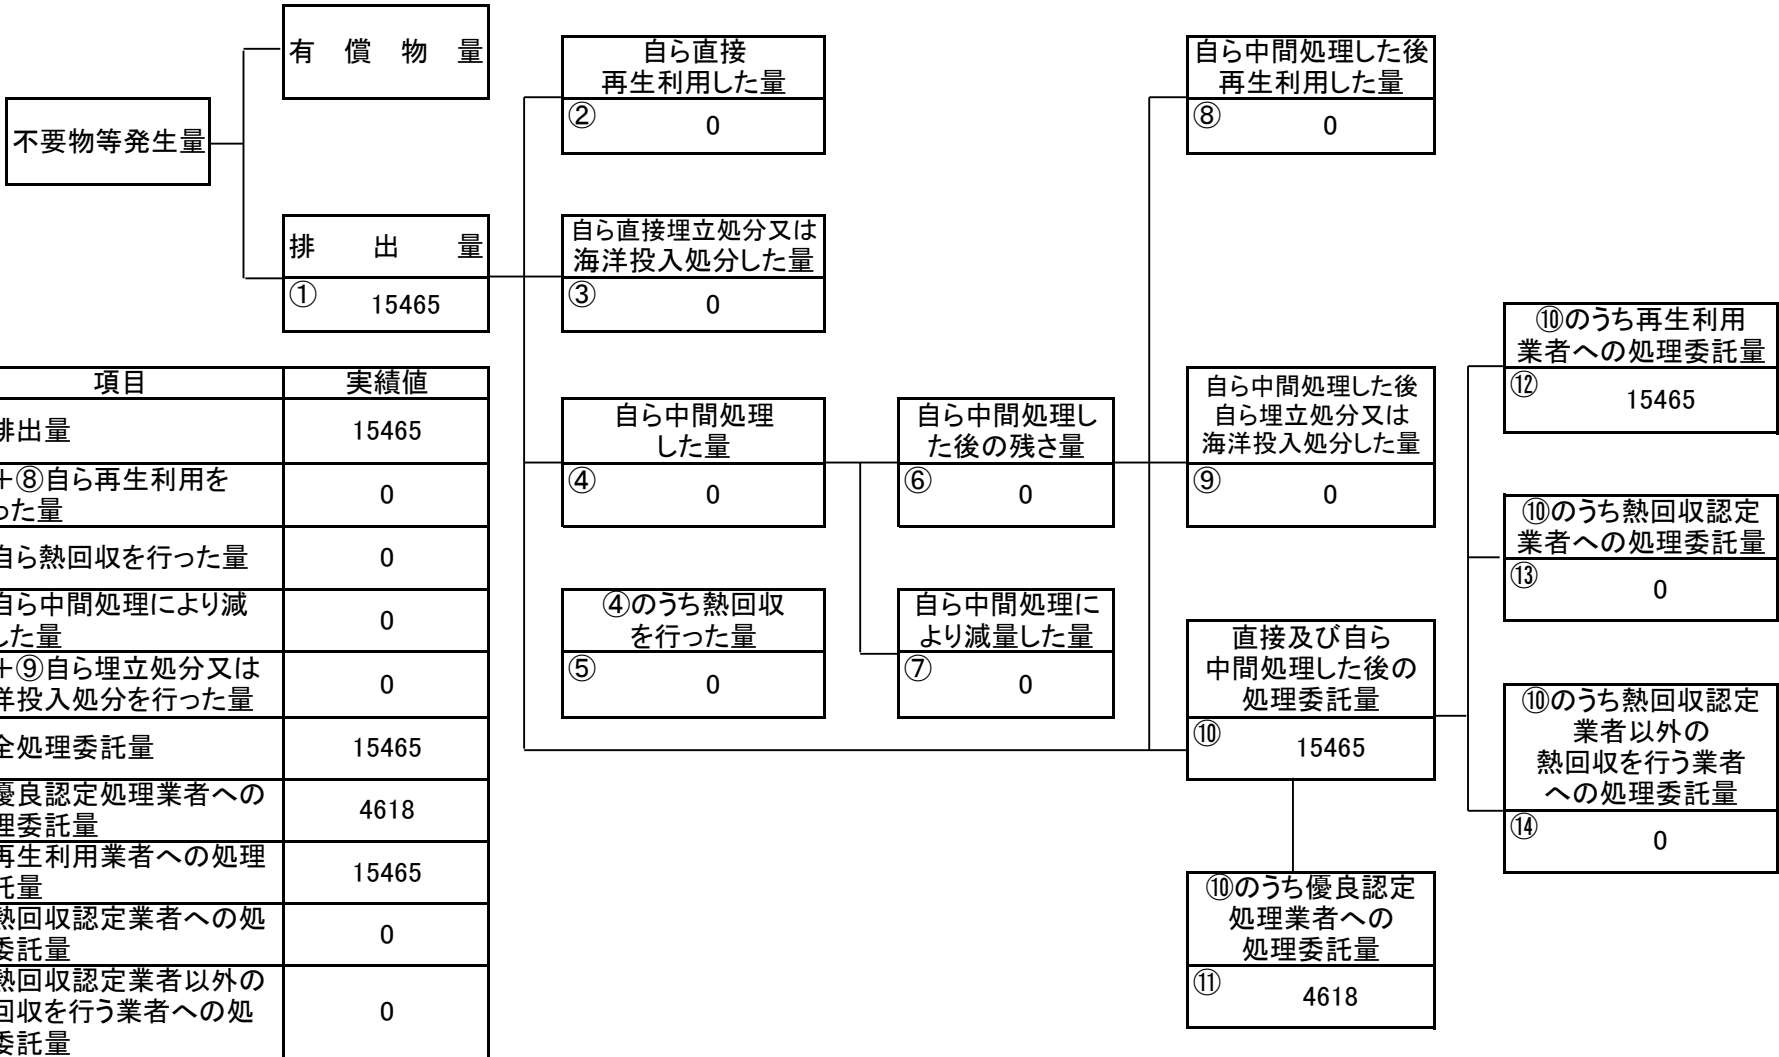 有償物量
不要物等発生量
排出量
①
15465
自ら直接
再生利用した量
②
0
自ら直接埋立処分又は
海洋投入処分した量
③
0
自ら中間処理
した量
④
0
④のうち熱回収
を行った量
⑤
0
自ら中間処理し
た後の残さ量
⑥
0
自ら中間処理に
より減量した量
⑦
0
自ら中間処理した後
再生利用した量
⑧
0
自ら中間処理した後
自ら埋立処分又は
海洋投入処分した量
⑨
0
直接及び自ら
中間処理した後の
処理委託量
⑩
15465
⑩のうち優良認定
処理業者への
処理委託量
⑪
4618
⑩のうち再生利用
業者への処理委託量
⑫
15465
⑩のうち熱回収認定
業者への処理委託量
⑬
0
⑩のうち熱回収認定
業者以外の
熱回収を行う業者
への処理委託量
⑭
0
項目 実績値
排出量 15465
+⑧自ら再生利用を
った量
0
自ら熱回収を行った量 0
自ら中間処理により減
した量
0
+⑨自ら埋立処分又は
洋投入処分を行った量
0
全処理委託量 15465
優良認定処理業者への
理委託量
4618
再生利用業者への処理
託量
15465
熱回収認定業者への処
委託量
0
熱回収認定業者以外の
回収を行う業者への処
委託量
0